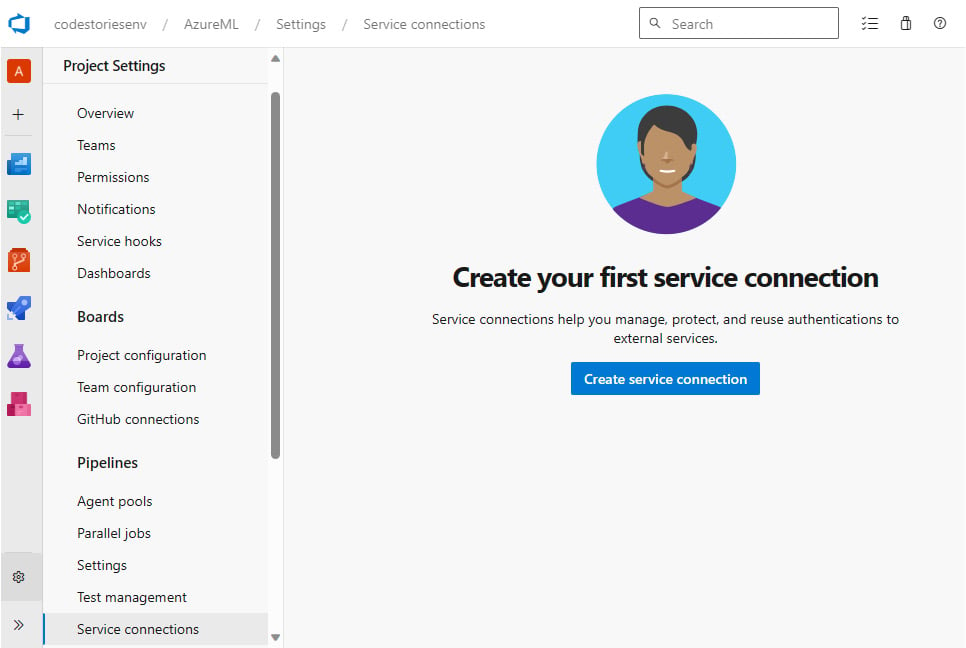 codestoriesenv / AzureML / Settings / Service connections
Search
A
Project Settings
Overview
Teams
Permissions
Notifications
Service hooks
Dashboards
Boards
Project configuration
Team configuration
GitHub connections
Pipelines
Agent pools
Parallel jobs
Settings
Test management
Service connections
Create your first service connection
Service connections help you manage, protect, and reuse authentications to
external services.
Create service connection